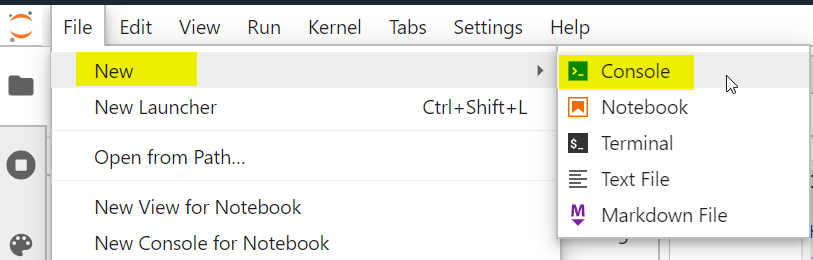 File Edit View Run Kernel Tabs Settings Help
New
New Launcher Ctrl+Shift+L
Open from Path...
New View for Notebook
New Console for Notebook
Console
Notebook
Terminal
Text File
Markdown File